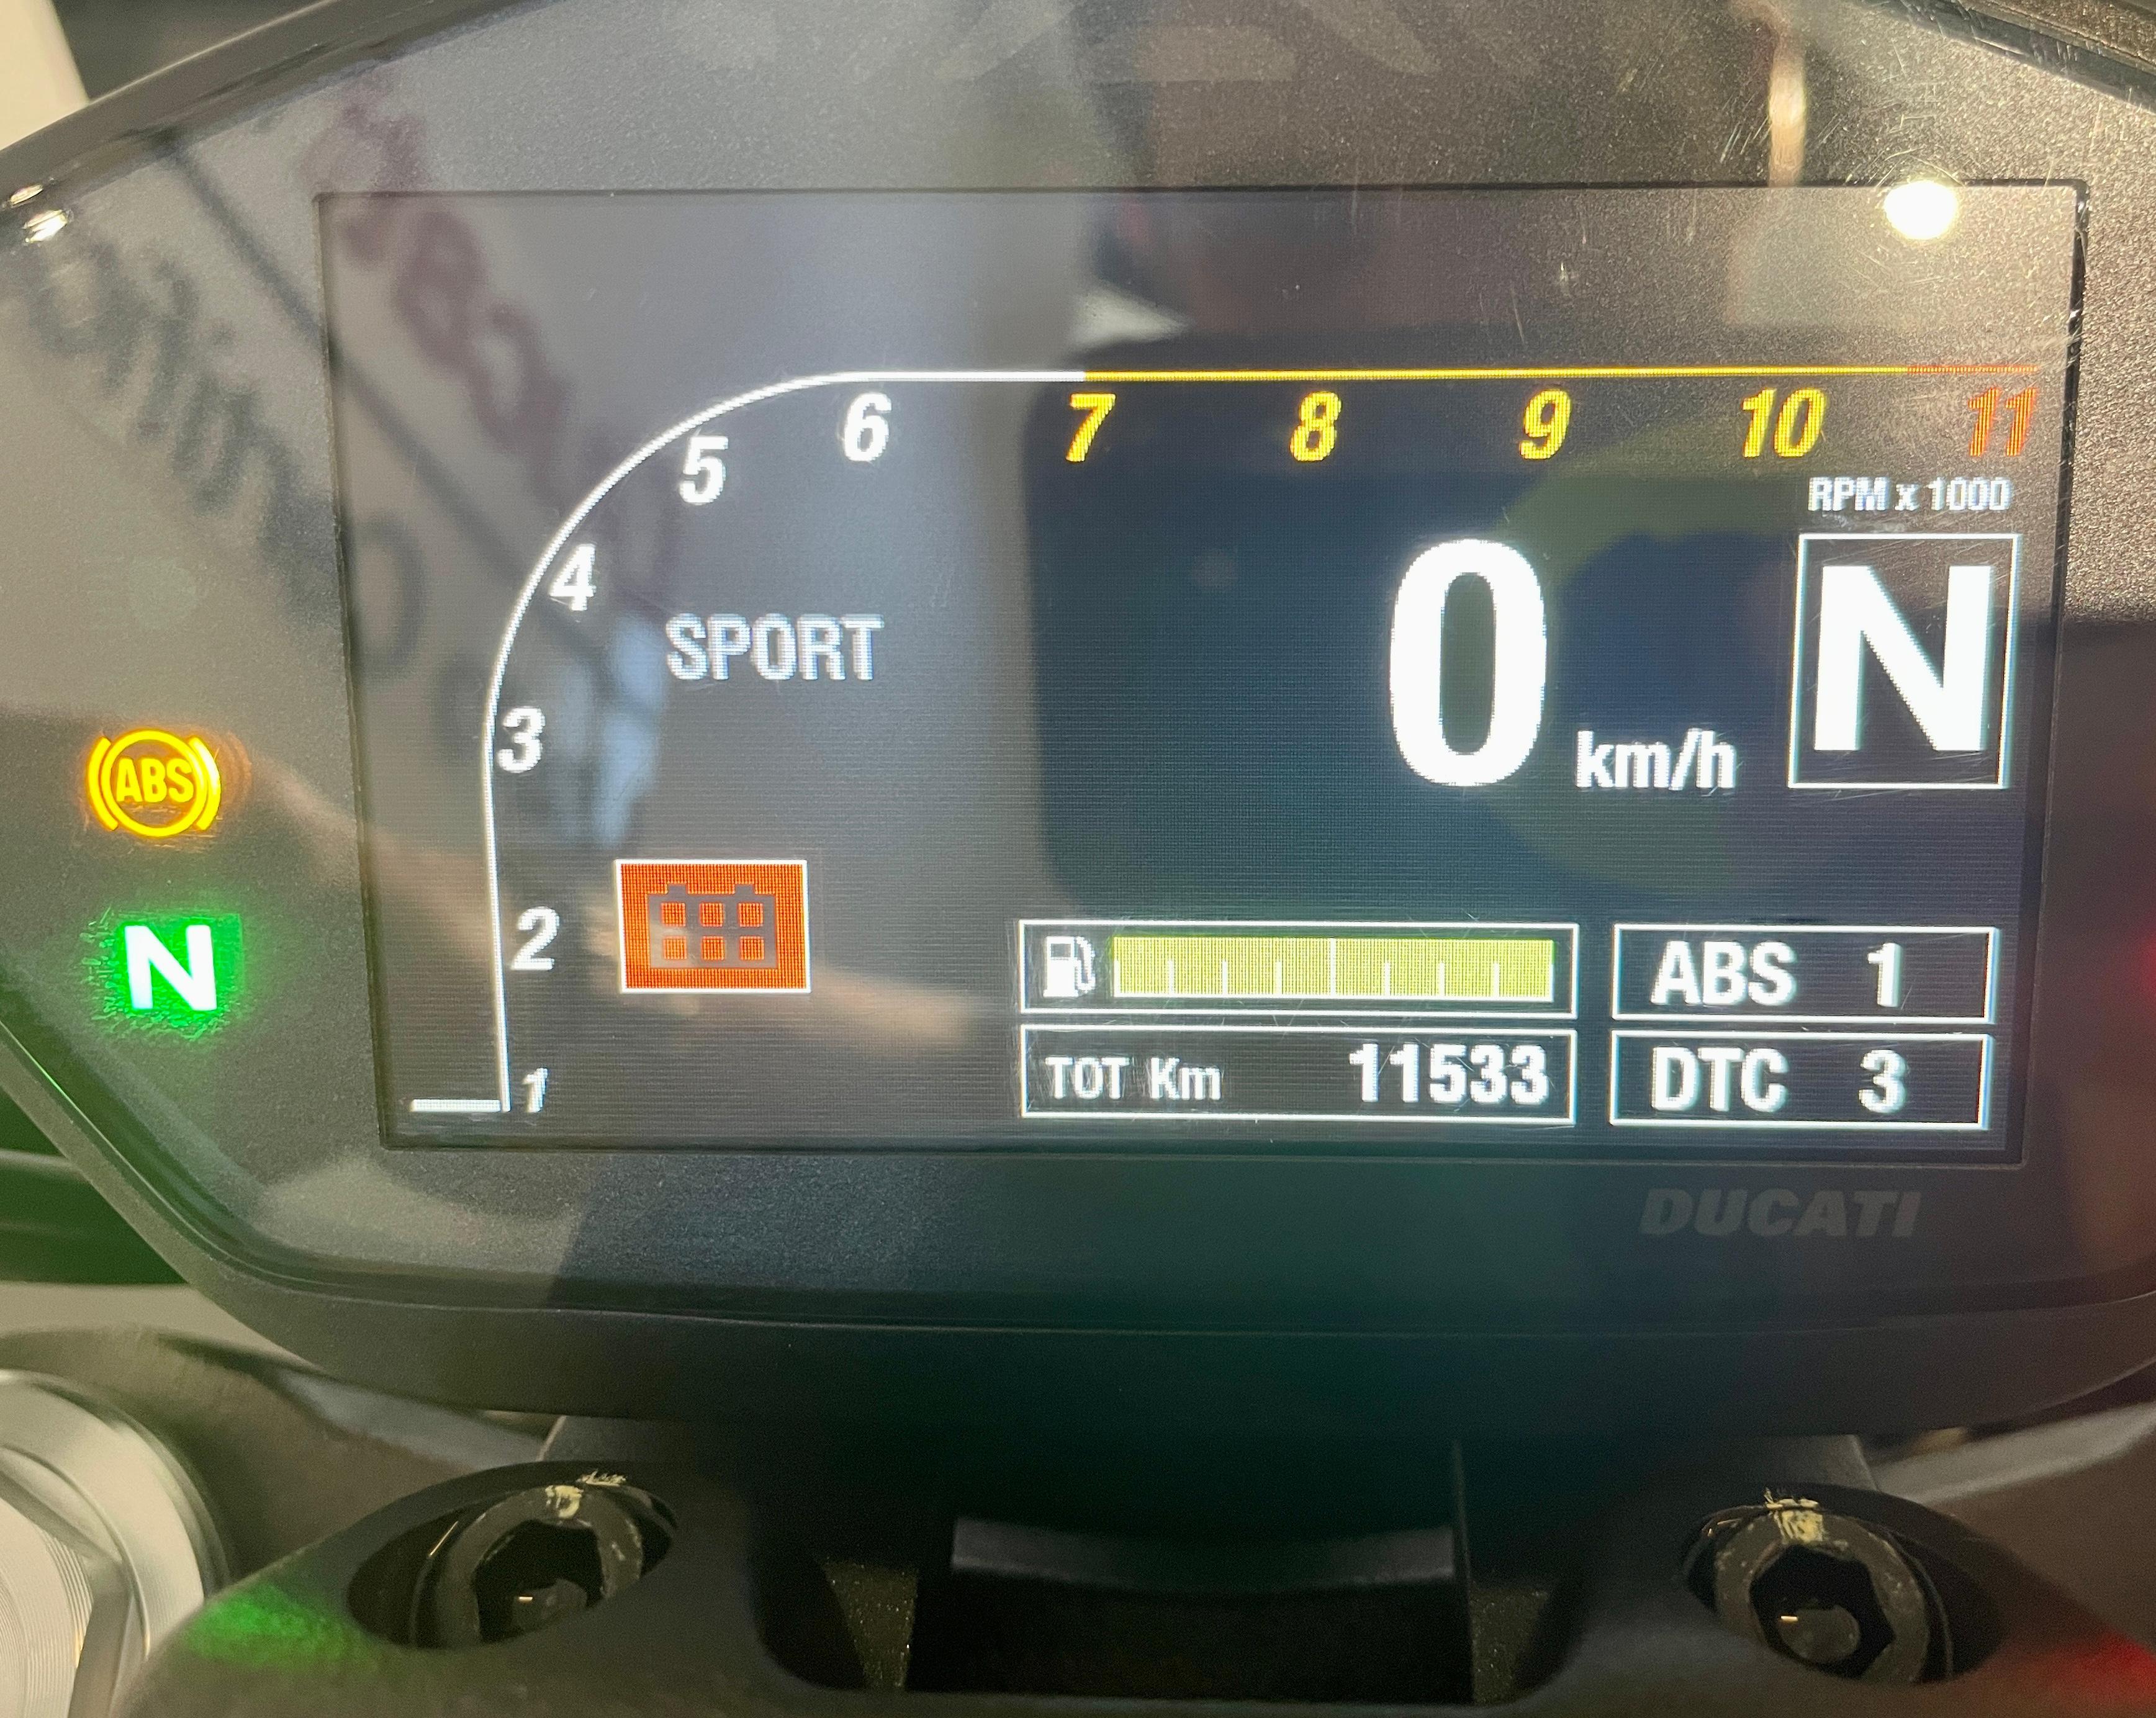 5 6 7 8 9 10 11
RPM x 1000
4
SPORT
0 km/h N
3
ABS
2
N
ABS 1
1
TOT Km 11533
DTC 3
DUCATI